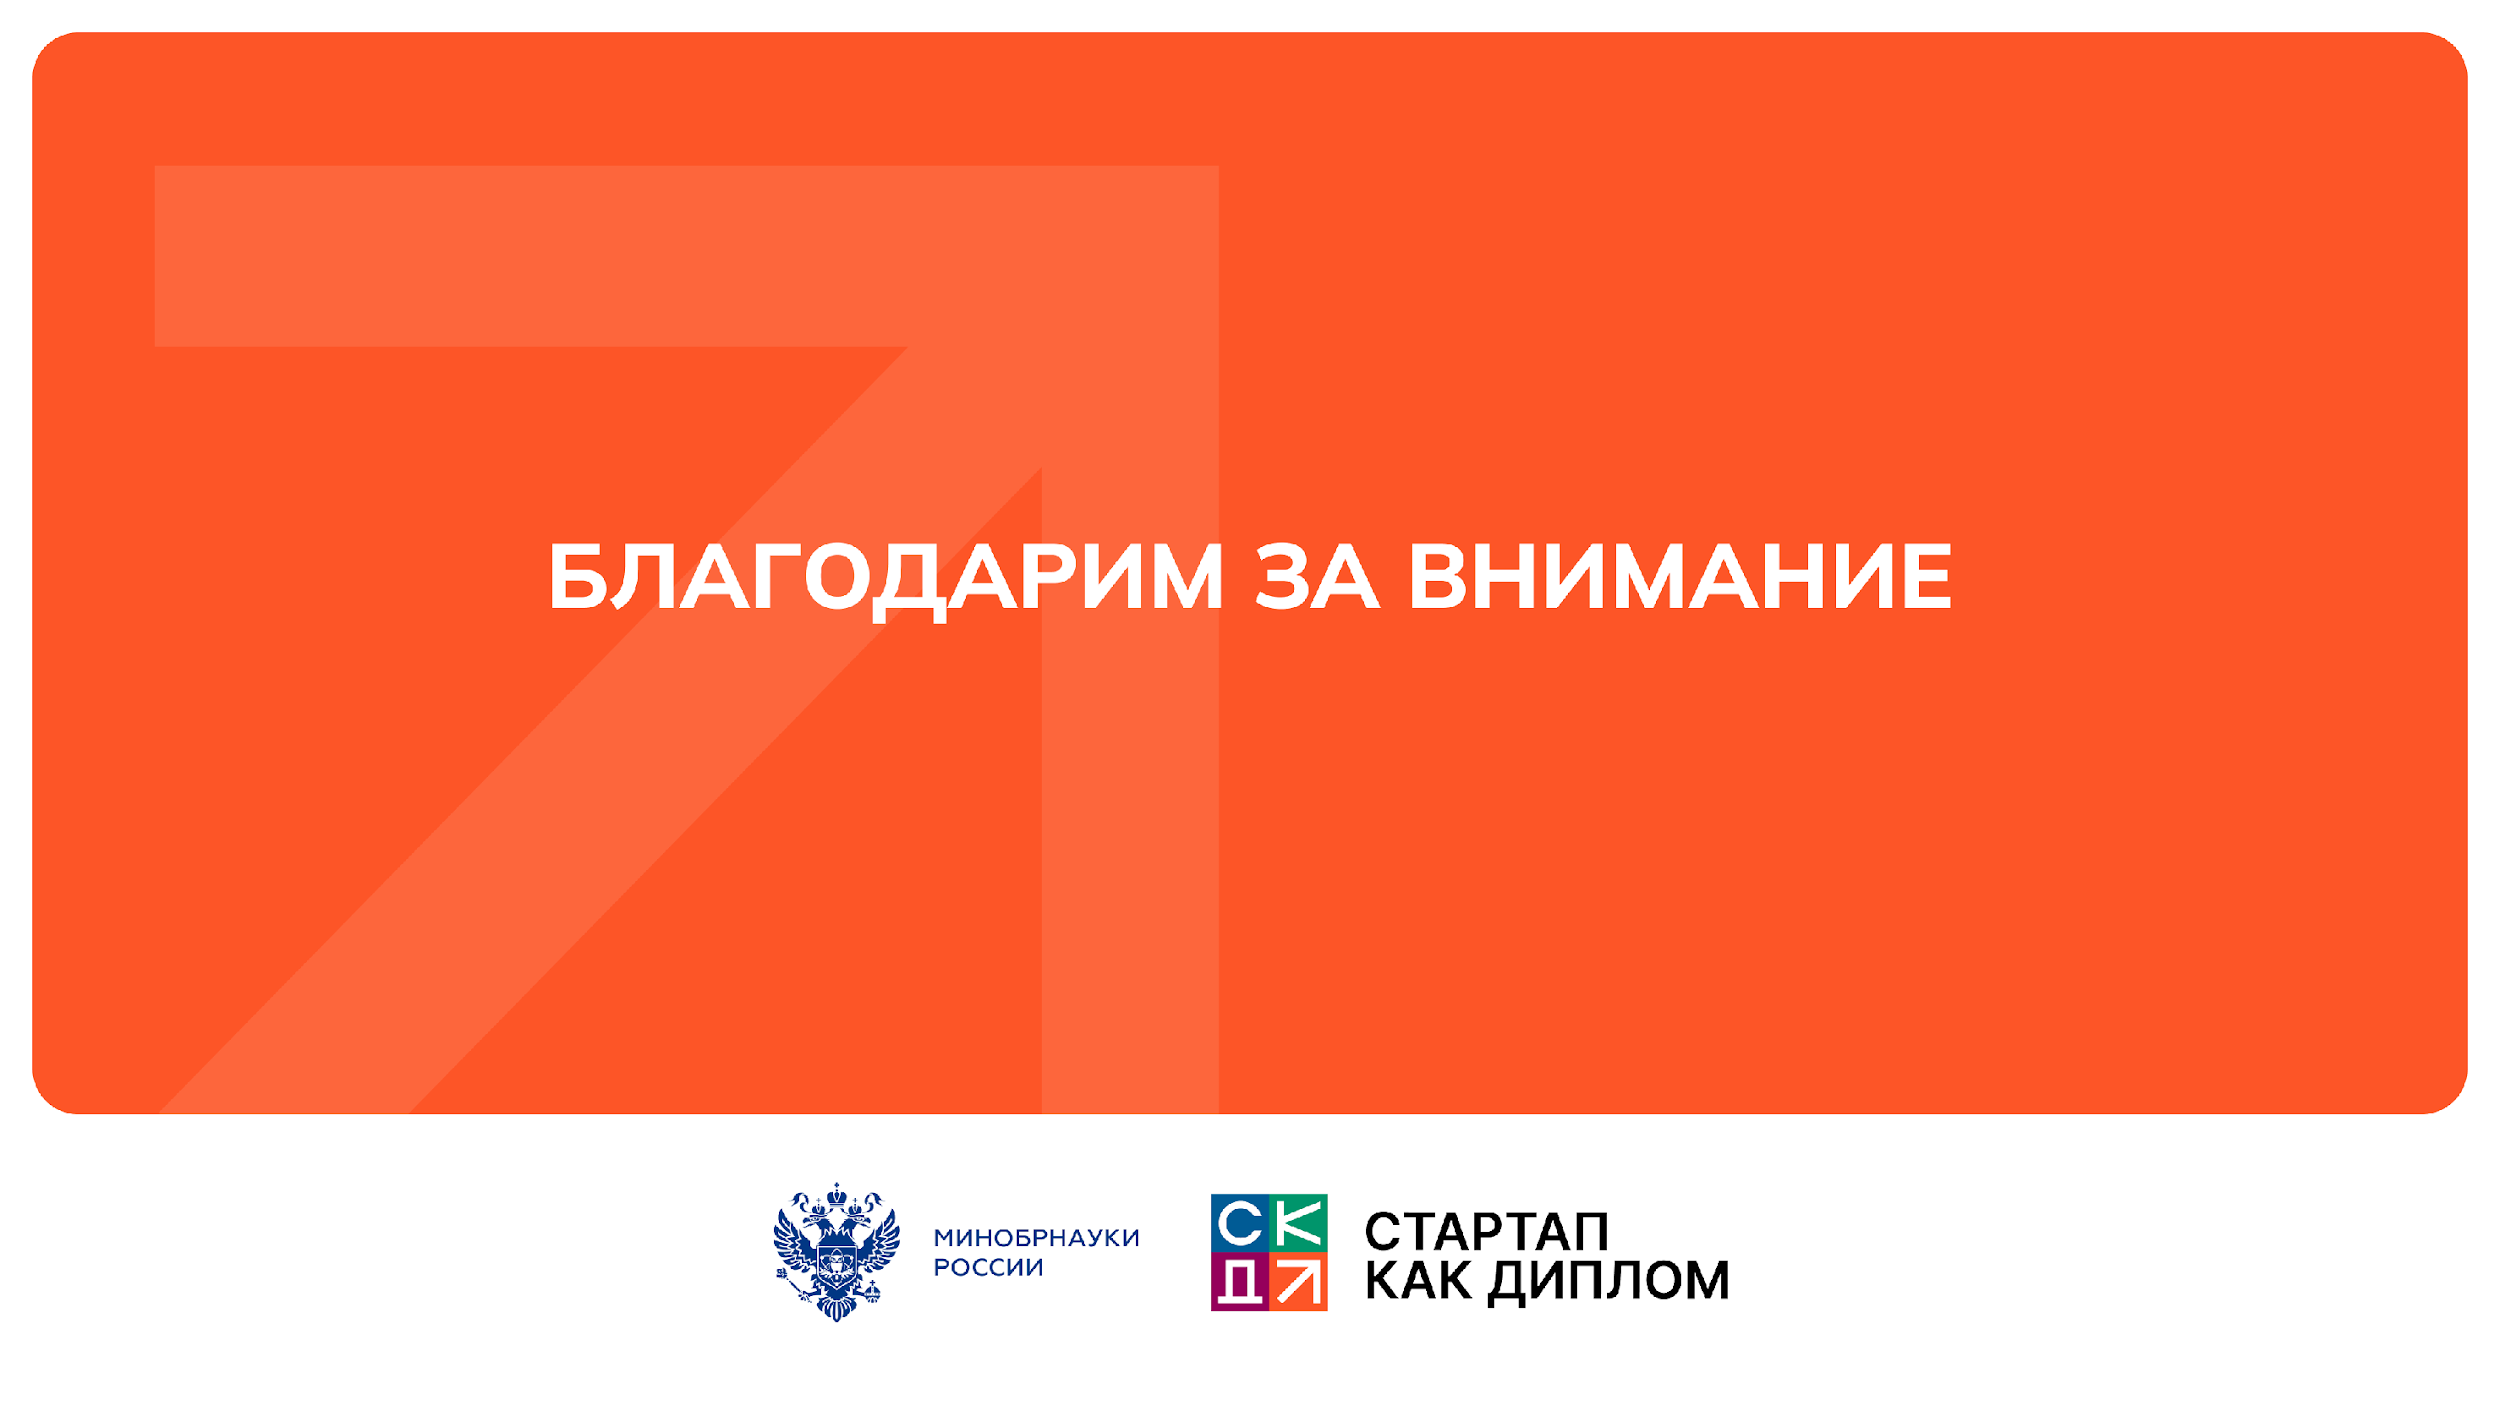 БЛАГОДАРИМ ЗА ВНИМАНИЕ
МИНОБРНАУКИ
РОССИИ
СК
Д
СТАРТАП
КАК ДИПЛОМ